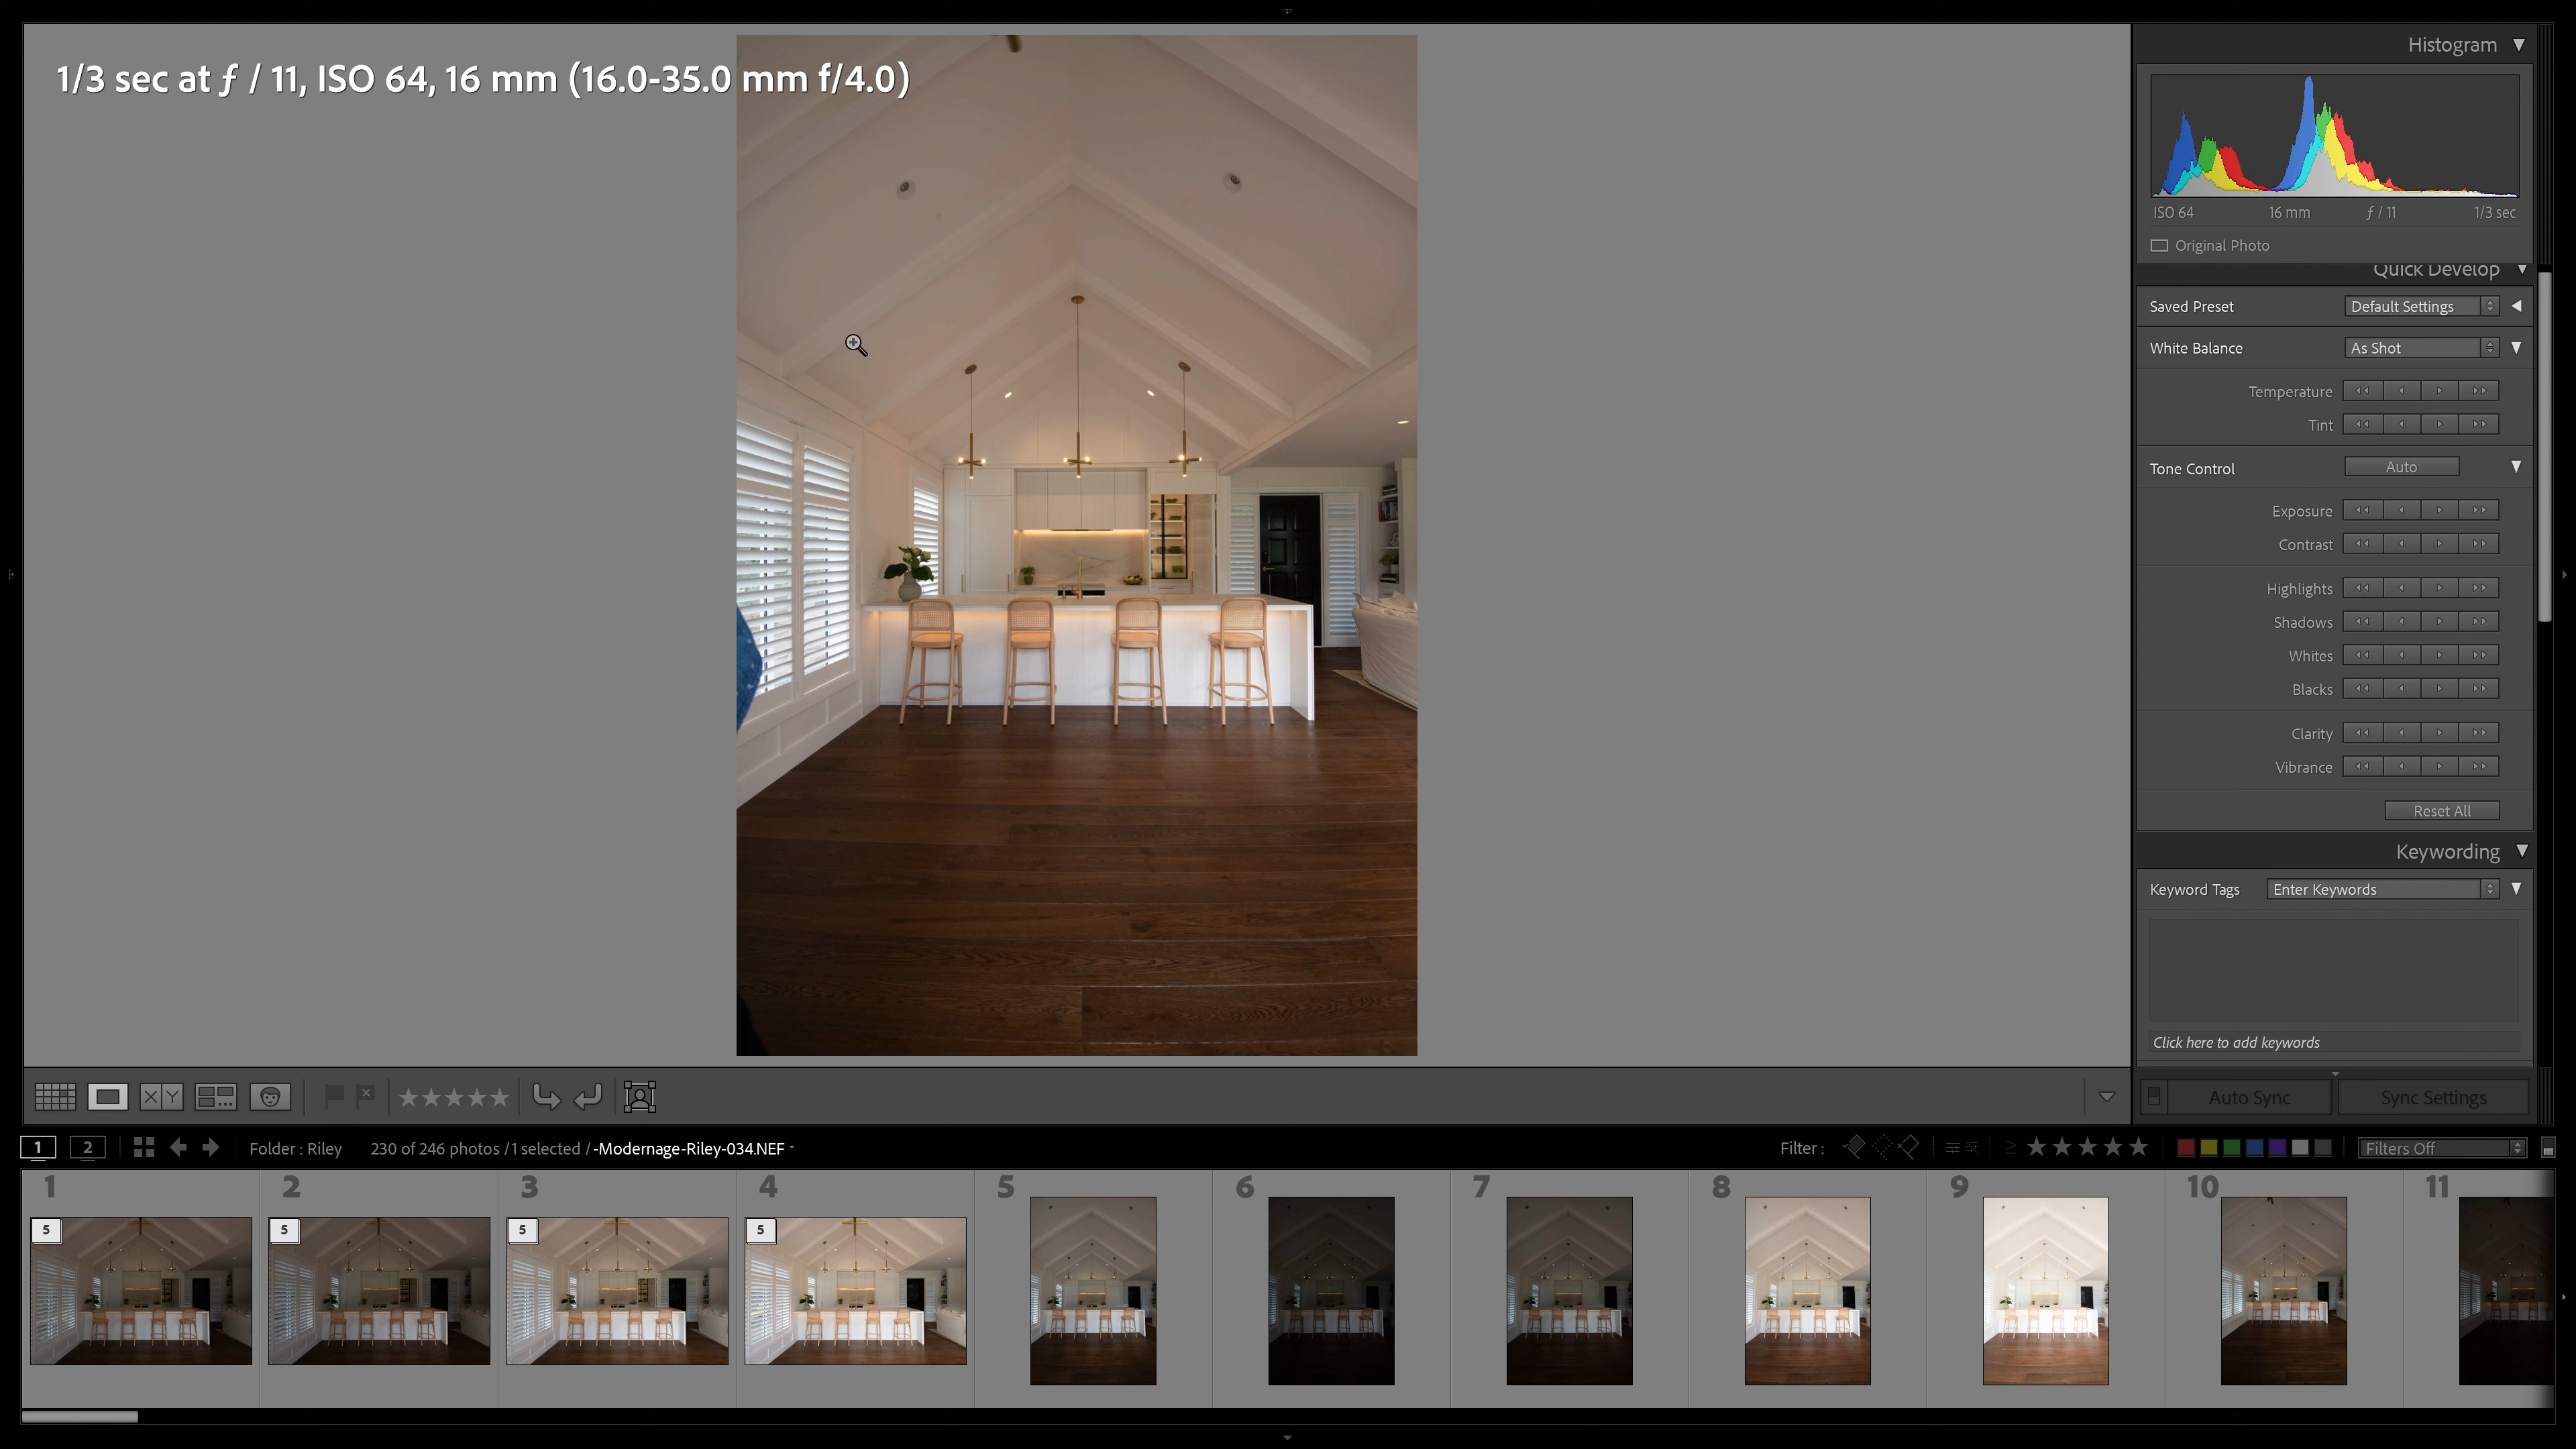 1/3 sec at ƒ / 11, ISO 64, 16 mm (16.0-35.0 mm f/4.0)
Histogram
ISO 64 16 mm ƒ / 11 1/3 sec
Original Photo
Quick Develop
Saved Preset Default Settings
White Balance As Shot
Temperature
Tint
Tone Control Auto
Exposure
Contrast
Highlights
Shadows
Whites
Blacks
Clarity
Vibrance
Reset All
Keywording
Keyword Tags Enter Keywords
Click here to add keywords
X Y
Auto Sync Sync Settings
1 2 Folder : Riley 230 of 246 photos / 1 selected / -Modernage-Riley-034.NEF Filter : ≥ Filters Off
1 2 3 4 5 6 7 8 9 10 11
5 5 5 5